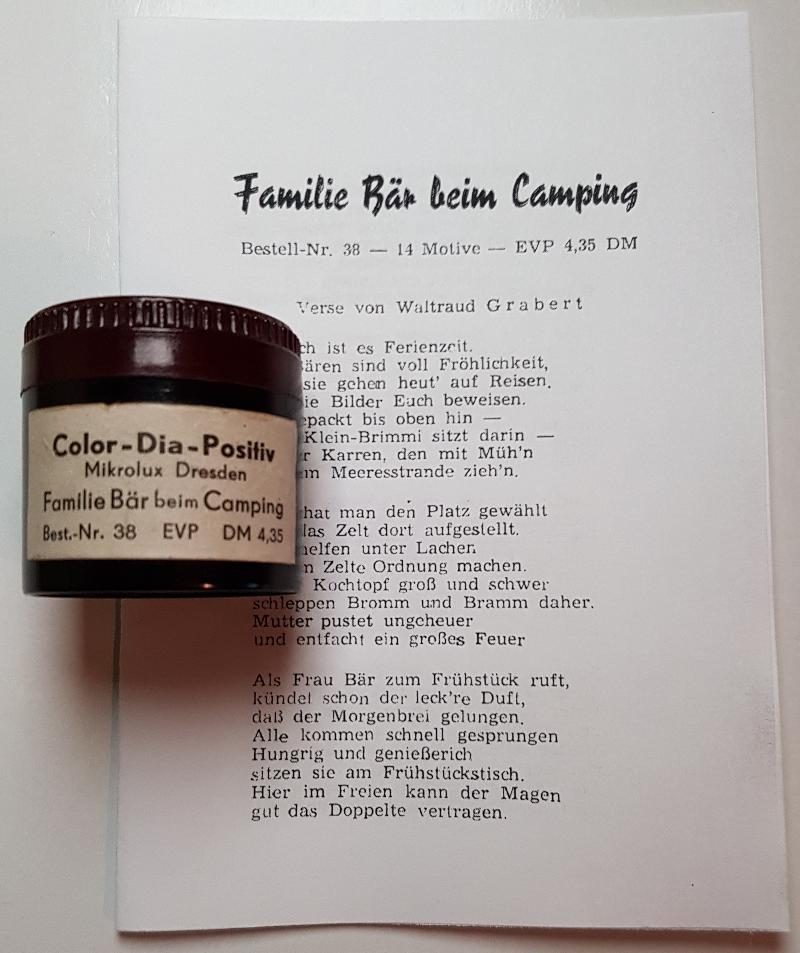 Familie Bär beim Camping
Bestell-Nr. 38 — 14 Motive — EVP 4,35 DM
Verse von Waltraud Grabert
ist es Ferienzeit.
sind voll Fröhlichkeit,
sie gehen heut' auf Reisen.
Bilder Euch beweisen.
bis oben hin —
Klein-Brimmi sitzt darin —
Karren, den mit Müh'n
Meeresstrande zieh'n.
hat man den Platz gewählt
Zelt dort aufgestellt.
unter Lachen
Zelte Ordnung machen.
Kochtopf groß und schwer
schleppen Bromm und Bramm daher.
Mutter pustet ungeheuer
und entfacht ein großes Feuer
Als Frau Bär zum Frühstück ruft,
kündet schon der leck're Duft,
daß der Morgenbrei gelungen.
Alle kommen schnell gesprungen
Hungrig und genießerich
sitzen sie am Frühstückstisch.
Hier im Freien kann der Magen
gut das Doppelte vertragen.
Color-Dia-Positiv
Mikrolux Dresden
Familie Bär beim Camping
Best.-Nr. 38 EVP DM 4,35